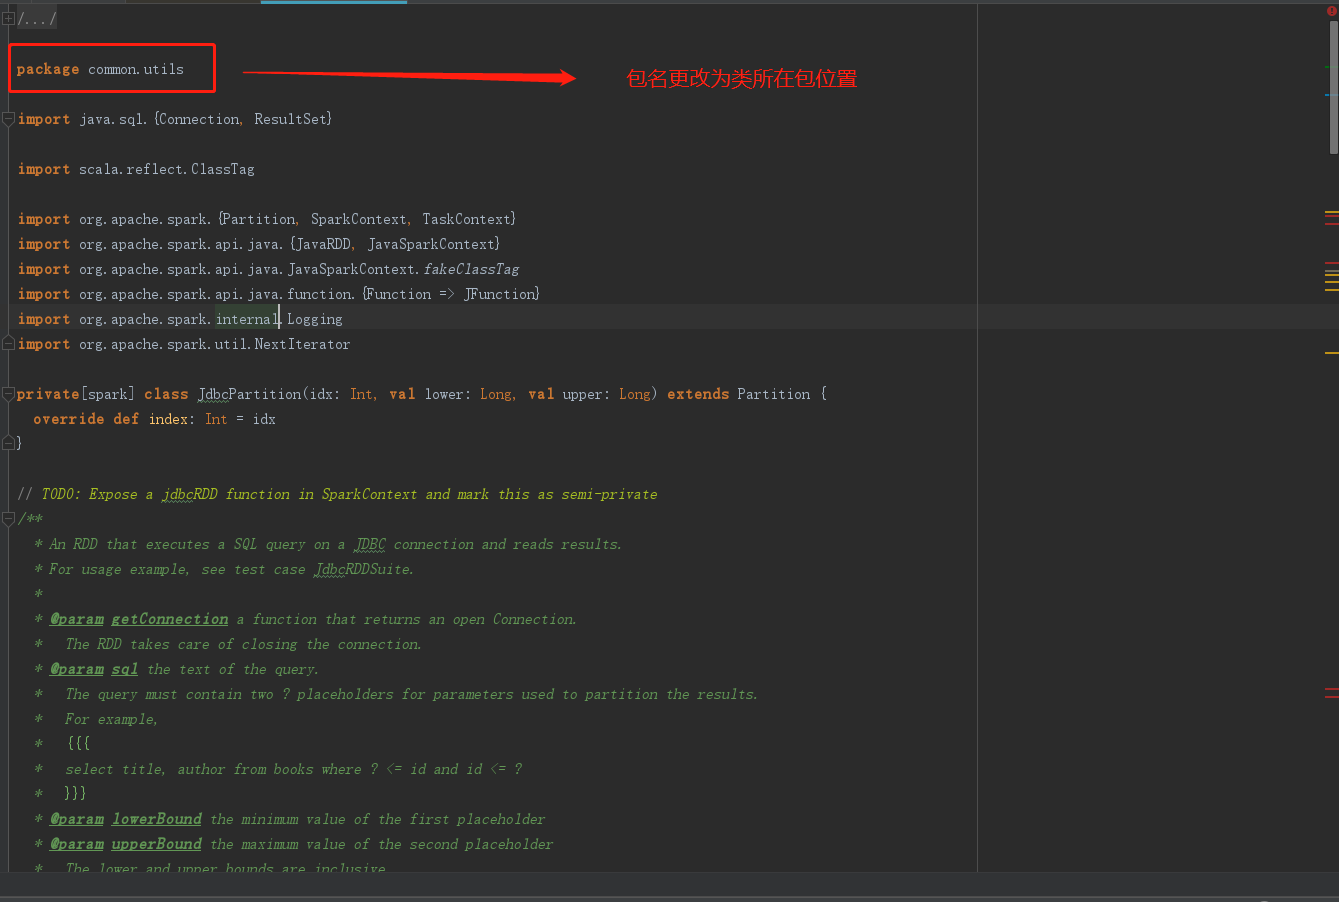 /.../
package common.utils
包名更改为类所在包位置
import java.sql.{Connection, ResultSet}
import scala.reflect.ClassTag
import org.apache.spark.{Partition, SparkContext, TaskContext}
import org.apache.spark.api.java.{JavaRDD, JavaSparkContext}
import org.apache.spark.api.java.JavaSparkContext.fakeClassTag
import org.apache.spark.api.java.function.{Function => JFunction}
import org.apache.spark.internal.Logging
import org.apache.spark.util.NextIterator
private[spark] class JdbcPartition(idx: Int, val lower: Long, val upper: Long) extends Partition {
override def index: Int = idx
}
// TODO: Expose a jdbcRDD function in SparkContext and mark this as semi-private
/**
* An RDD that executes a SQL query on a JDBC connection and reads results.
* For usage example, see test case JdbcRDDSuite.
*
* @param getConnection a function that returns an open Connection.
* The RDD takes care of closing the connection.
* @param sql the text of the query.
* The query must contain two ? placeholders for parameters used to partition the results.
* For example,
* {{{
* select title, author from books where ? <= id and id <= ?
* }}}
* @param lowerBound the minimum value of the first placeholder
* @param upperBound the maximum value of the second placeholder
* The lower and upper bounds are inclusive.